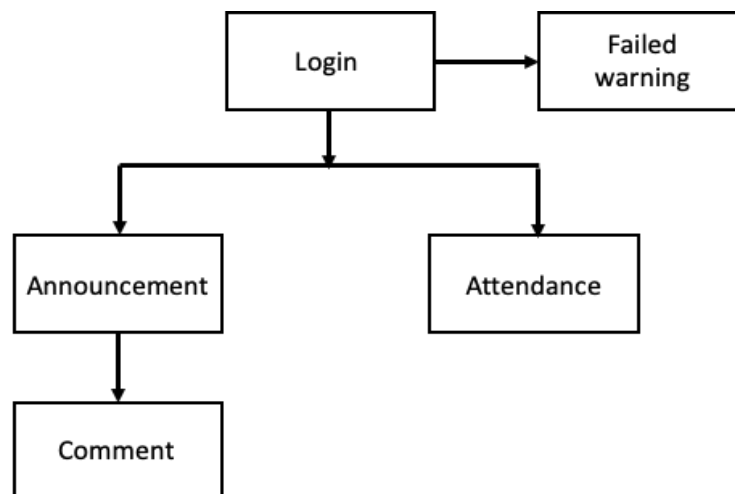 Login
Failed
warning
Announcement
Attendance
Comment